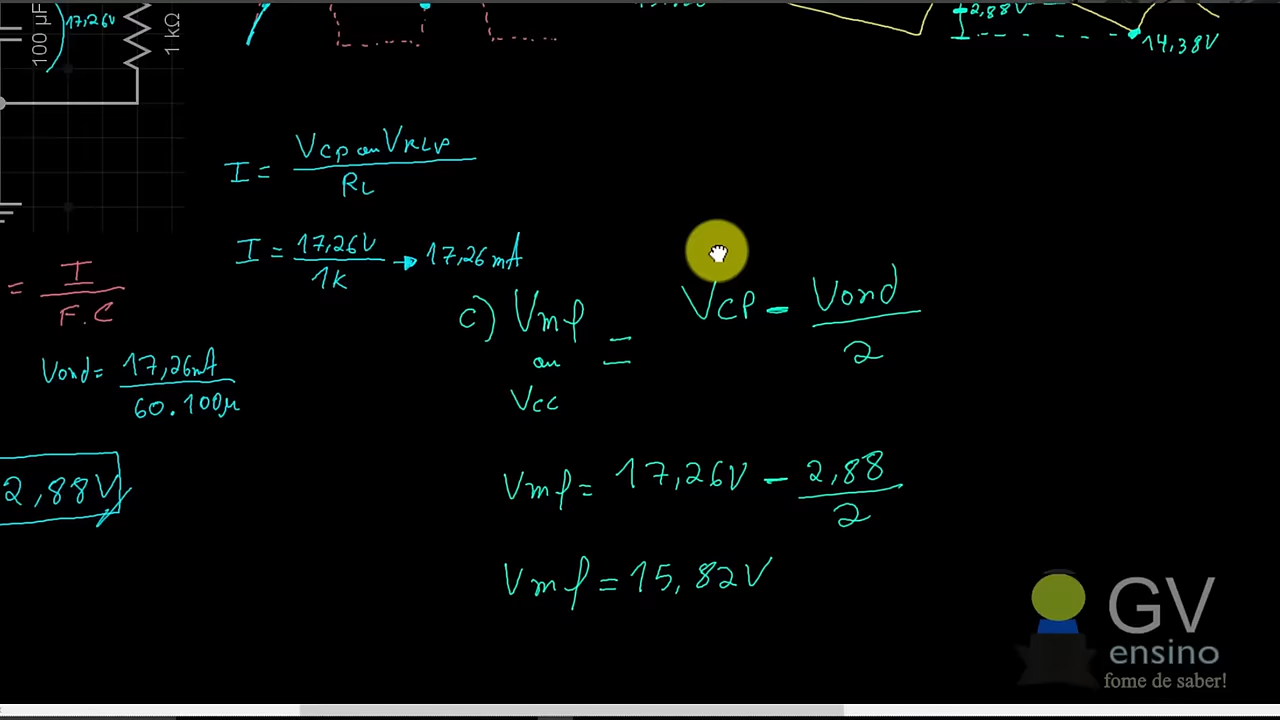 100 µF
17,26V
1 kΩ
2,88V
14,38V
I = VCP ou VRLP
RL
I = 17,26V → 17,26mA
1K
= I
F.C
Vond = 17,26mA
60.100µ
2,88V
c) Vmf = VCP - Vond
ou
2
Vcc
Vmf = 17,26V - 2,88
2
Vmf = 15,82V
GV
ensino
fome de saber!